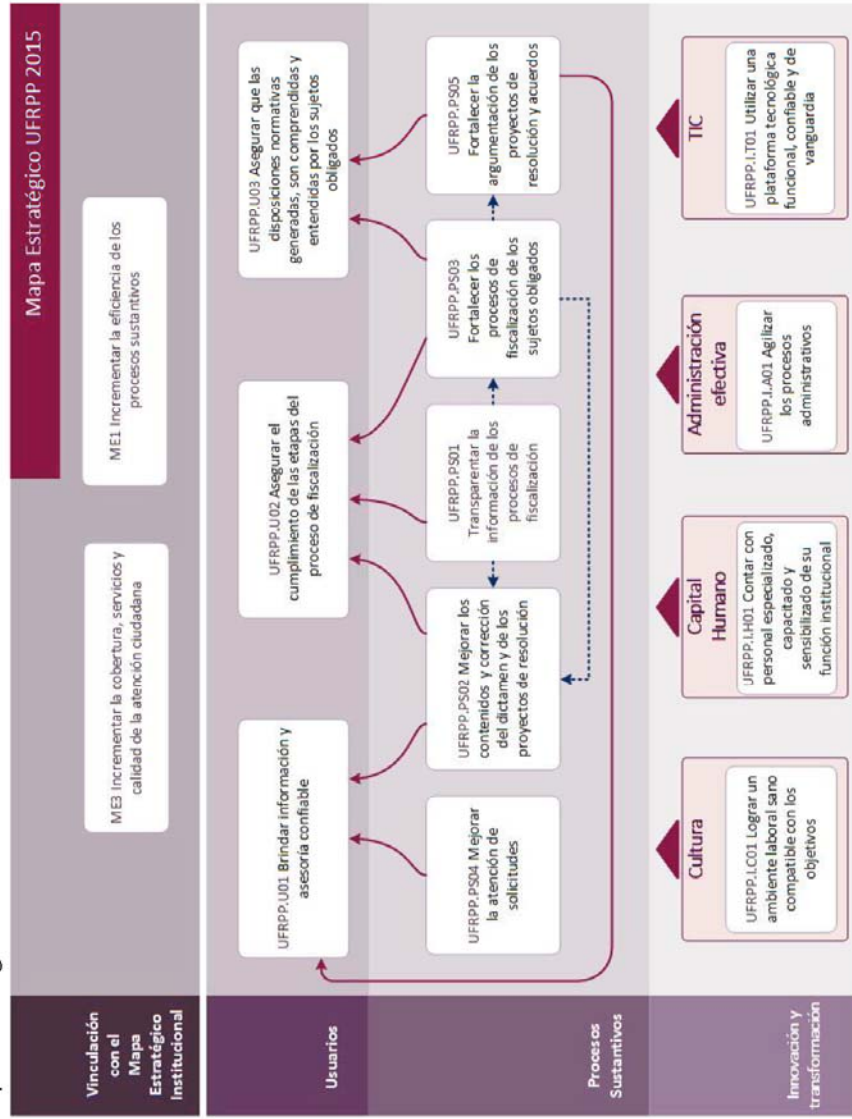 Mapa Estratégico UFRPP 2015
Vinculación
con el
Mapa
Estratégico
Institucional
ME3 Incrementar la cobertura, servicios y
calidad de la atención ciudadana
ME1 Incrementar la eficiencia de los
procesos sustantivos
Usuarios
UFRPP.U01 Brindar información y
asesoría confiable
UFRPP.U02 Asegurar el
cumplimiento de las etapas del
proceso de fiscalización
UFRPP.U03 Asegurar que las
disposiciones normativas
generadas, son comprendidas y
entendidas por los sujetos
obligados
Procesos
Sustantivos
UFRPP.PS04 Mejorar
la atención de
solicitudes
UFRPP.PS02 Mejorar los
contenidos y corrección
del dictamen y de los
proyectos de resolución
UFRPP.PS01
Transparentar la
información de los
procesos de
fiscalización
UFRPP.PS03
Fortalecer los
procesos de
fiscalización de los
sujetos obligados
UFRPP.PS05
Fortalecer la
argumentación de los
proyectos de
resolución y acuerdos
Innovación y
transformación
Cultura
UFRPP.I.C01 Lograr un
ambiente laboral sano
compatible con los
objetivos
Capital
Humano
UFRPP.I.H01 Contar con
personal especializado,
capacitado y
sensibilizado de su
función institucional
Administración
efectiva
UFRPP.I.A01 Agilizar
los procesos
administrativos
TIC
UFRPP.I.T01 Utilizar una
plataforma tecnológica
funcional, confiable y de
vanguardia